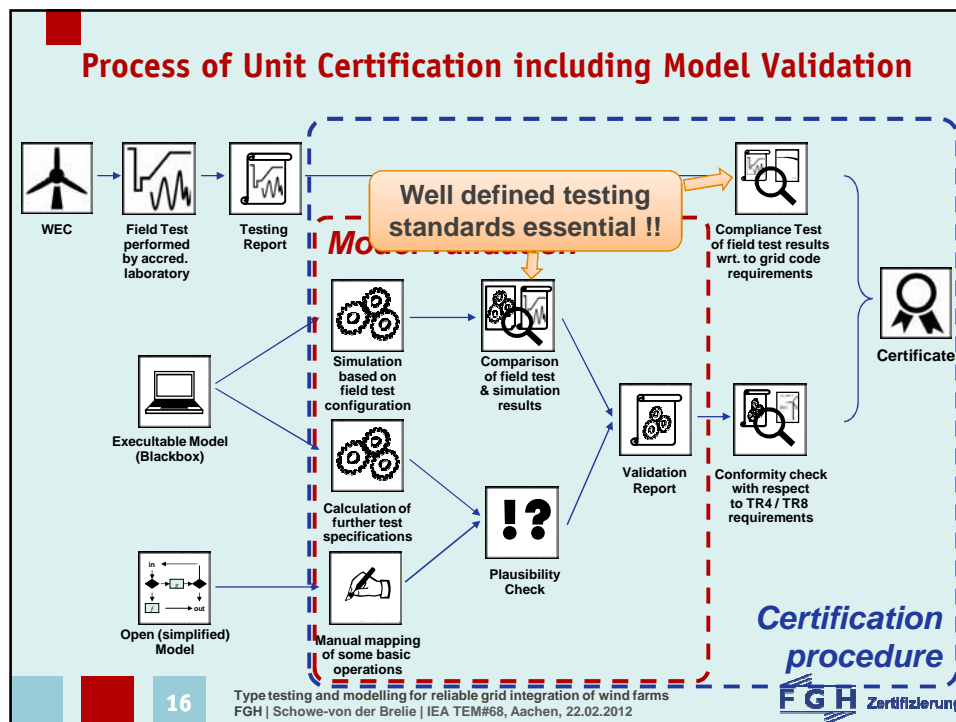 Process of Unit Certification including Model Validation
WEC
Field Test
performed
by accred.
laboratory
Testing
Report
Well defined testing
standards essential !!
Compliance Test
of field test results
wrt. to grid code
requirements
Certificate
Simulation
based on
field test
configuration
Comparison
of field test
& simulation
results
Execultable Model
(Blackbox)
Calculation of
further test
specifications
Plausibility
Check
Validation
Report
Conformity check
with respect
to TR4 / TR8
requirements
in
out
Open (simplified)
Model
Manual mapping
of some basic
operations
Certification
procedure
16
Type testing and modelling for reliable grid integration of wind farms
FGH | Schowe-von der Brelie | IEA TEM#68, Aachen, 22.02.2012
FGH Zertifizierung